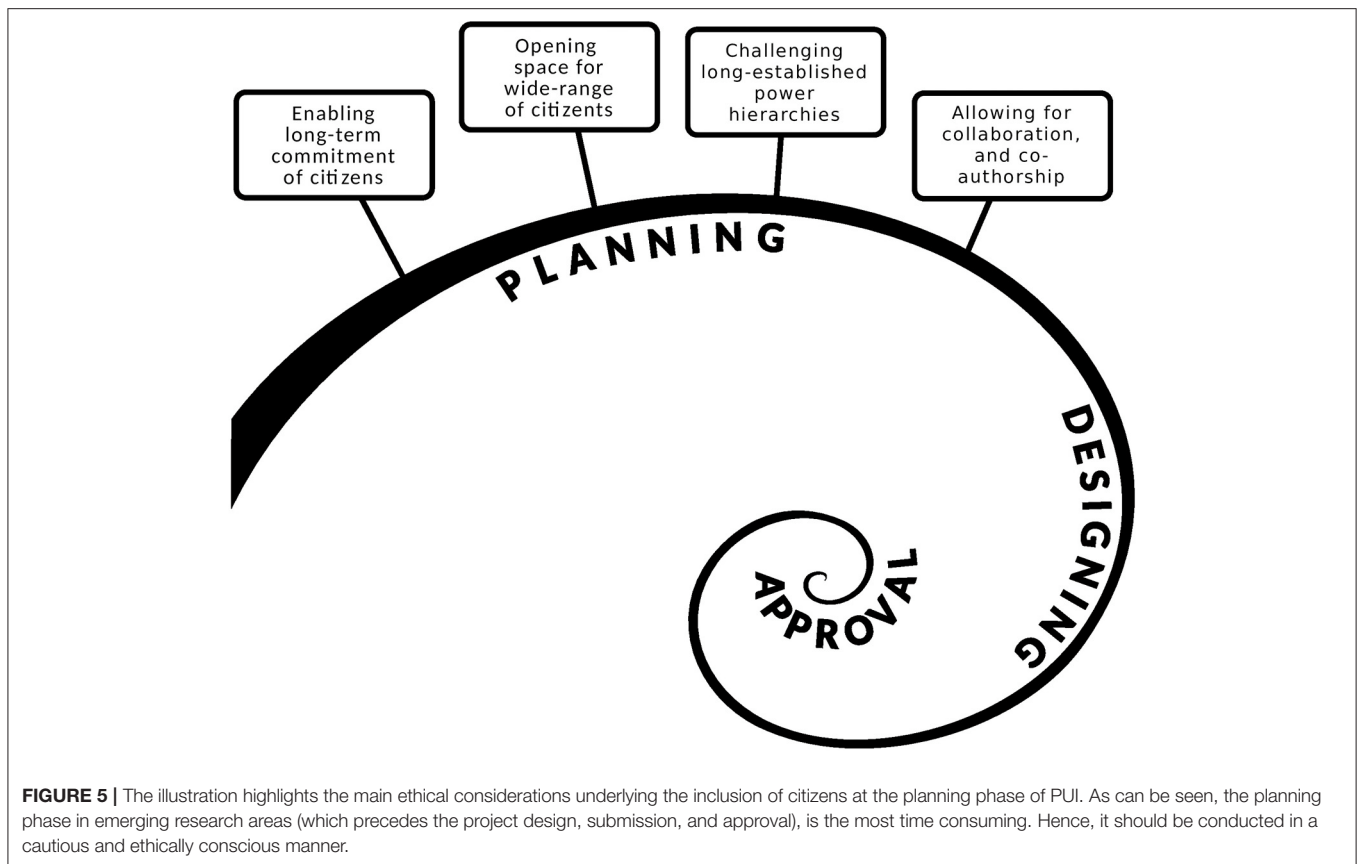 Enabling
long-term
commitment
of citizens
Opening
space for
wide-range
of citizents
Challenging
long-established
power
hierarchies
Allowing for
collaboration,
and co-
authorship
PLANNING
DESIGNING
APPROVAL
FIGURE 5 | The illustration highlights the main ethical considerations underlying the inclusion of citizens at the planning phase of PUI. As can be seen, the planning
phase in emerging research areas (which precedes the project design, submission, and approval), is the most time consuming. Hence, it should be conducted in a
cautious and ethically conscious manner.